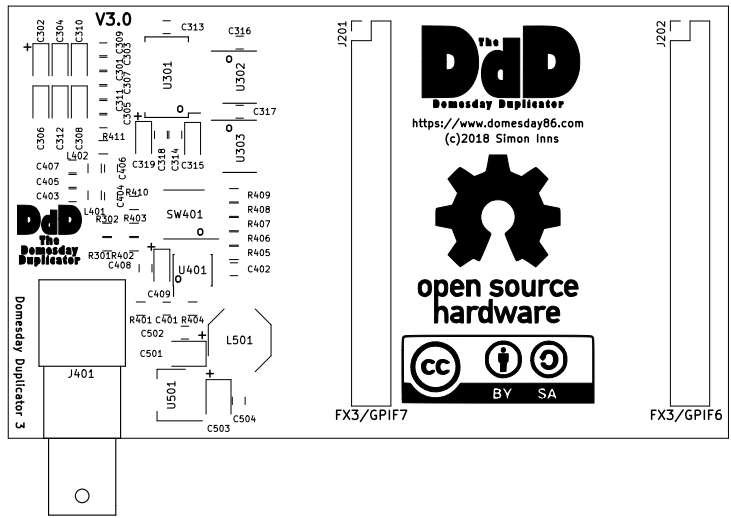 V3.0
C302
C304
C310
C309
C303
C301
C307
C311
C305
C306
C312
C308
R411
L402
C407
C405
C403
C406
C404
L401
R410
R302
R403
R301
R402
C408
C409
C313
U301
C316
U302
C317
U303
C319
C318
C314
C315
SW401
R409
R408
R407
R406
R405
C402
U401
R401
C401
R404
C502
C501
L501
U501
C503
C504
DdD
The
Domesday
Duplicator
Domesday Duplicator 3
J401
J201
The
DdD
Domesday Duplicator
https://www.domesday86.com
(c)2018 Simon Inns
open source
hardware
CC
BY SA
FX3/GPIF7
J202
FX3/GPIF6